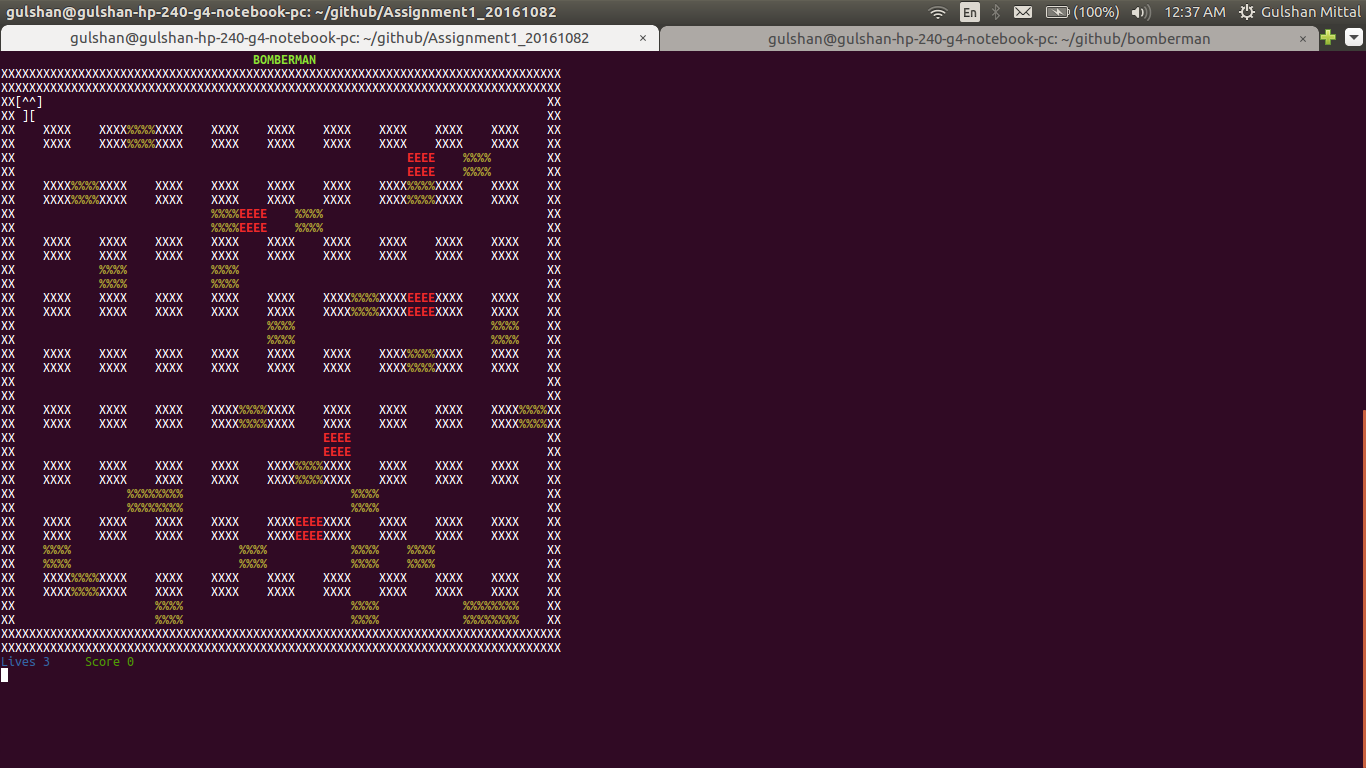 gulshan@gulshan-hp-240-g4-notebook-pc: ~/github/Assignment1_20161082 En (100%) 12:37 AM Gulshan Mittal
gulshan@gulshan-hp-240-g4-notebook-pc: ~/github/Assignment1_20161082 × gulshan@gulshan-hp-240-g4-notebook-pc: ~/github/bomberman ×
                                    BOMBERMAN
XXXXXXXXXXXXXXXXXXXXXXXXXXXXXXXXXXXXXXXXXXXXXXXXXXXXXXXXXXXXXXXXXXXXXXXXXXXXXXXX
XXXXXXXXXXXXXXXXXXXXXXXXXXXXXXXXXXXXXXXXXXXXXXXXXXXXXXXXXXXXXXXXXXXXXXXXXXXXXXXX
XX[^^]                                                                        XX
XX ][                                                                         XX
XX    XXXX    XXXX%%%%XXXX    XXXX    XXXX    XXXX    XXXX    XXXX    XXXX    XX
XX    XXXX    XXXX%%%%XXXX    XXXX    XXXX    XXXX    XXXX    XXXX    XXXX    XX
XX                                                        EEEE    %%%%        XX
XX                                                        EEEE    %%%%        XX
XX    XXXX%%%%XXXX    XXXX    XXXX    XXXX    XXXX    XXXX%%%%XXXX    XXXX    XX
XX    XXXX%%%%XXXX    XXXX    XXXX    XXXX    XXXX    XXXX%%%%XXXX    XXXX    XX
XX                            %%%%EEEE    %%%%                                XX
XX                            %%%%EEEE    %%%%                                XX
XX    XXXX    XXXX    XXXX    XXXX    XXXX    XXXX    XXXX    XXXX    XXXX    XX
XX    XXXX    XXXX    XXXX    XXXX    XXXX    XXXX    XXXX    XXXX    XXXX    XX
XX            %%%%            %%%%                                            XX
XX            %%%%            %%%%                                            XX
XX    XXXX    XXXX    XXXX    XXXX    XXXX    XXXX%%%%XXXXEEEEXXXX    XXXX    XX
XX    XXXX    XXXX    XXXX    XXXX    XXXX    XXXX%%%%XXXXEEEEXXXX    XXXX    XX
XX                                    %%%%                            %%%%    XX
XX                                    %%%%                            %%%%    XX
XX    XXXX    XXXX    XXXX    XXXX    XXXX    XXXX    XXXX%%%%XXXX    XXXX    XX
XX    XXXX    XXXX    XXXX    XXXX    XXXX    XXXX    XXXX%%%%XXXX    XXXX    XX
XX                                                                            XX
XX                                                                            XX
XX    XXXX    XXXX    XXXX    XXXX%%%%XXXX    XXXX    XXXX    XXXX    XXXX%%%%XX
XX    XXXX    XXXX    XXXX    XXXX%%%%XXXX    XXXX    XXXX    XXXX    XXXX%%%%XX
XX                                            EEEE                            XX
XX                                            EEEE                            XX
XX    XXXX    XXXX    XXXX    XXXX    XXXX%%%%XXXX    XXXX    XXXX    XXXX    XX
XX    XXXX    XXXX    XXXX    XXXX    XXXX%%%%XXXX    XXXX    XXXX    XXXX    XX
XX                %%%%%%%%                        %%%%                        XX
XX                %%%%%%%%                        %%%%                        XX
XX    XXXX    XXXX    XXXX    XXXX    XXXXEEEEXXXX    XXXX    XXXX    XXXX    XX
XX    XXXX    XXXX    XXXX    XXXX    XXXXEEEEXXXX    XXXX    XXXX    XXXX    XX
XX    %%%%                        %%%%            %%%%    %%%%                XX
XX    %%%%                        %%%%            %%%%    %%%%                XX
XX    XXXX%%%%XXXX    XXXX    XXXX    XXXX    XXXX    XXXX    XXXX    XXXX    XX
XX    XXXX%%%%XXXX    XXXX    XXXX    XXXX    XXXX    XXXX    XXXX    XXXX    XX
XX                    %%%%                        %%%%            %%%%%%%%    XX
XX                    %%%%                        %%%%            %%%%%%%%    XX
XXXXXXXXXXXXXXXXXXXXXXXXXXXXXXXXXXXXXXXXXXXXXXXXXXXXXXXXXXXXXXXXXXXXXXXXXXXXXXXX
XXXXXXXXXXXXXXXXXXXXXXXXXXXXXXXXXXXXXXXXXXXXXXXXXXXXXXXXXXXXXXXXXXXXXXXXXXXXXXXX
Lives 3     Score 0